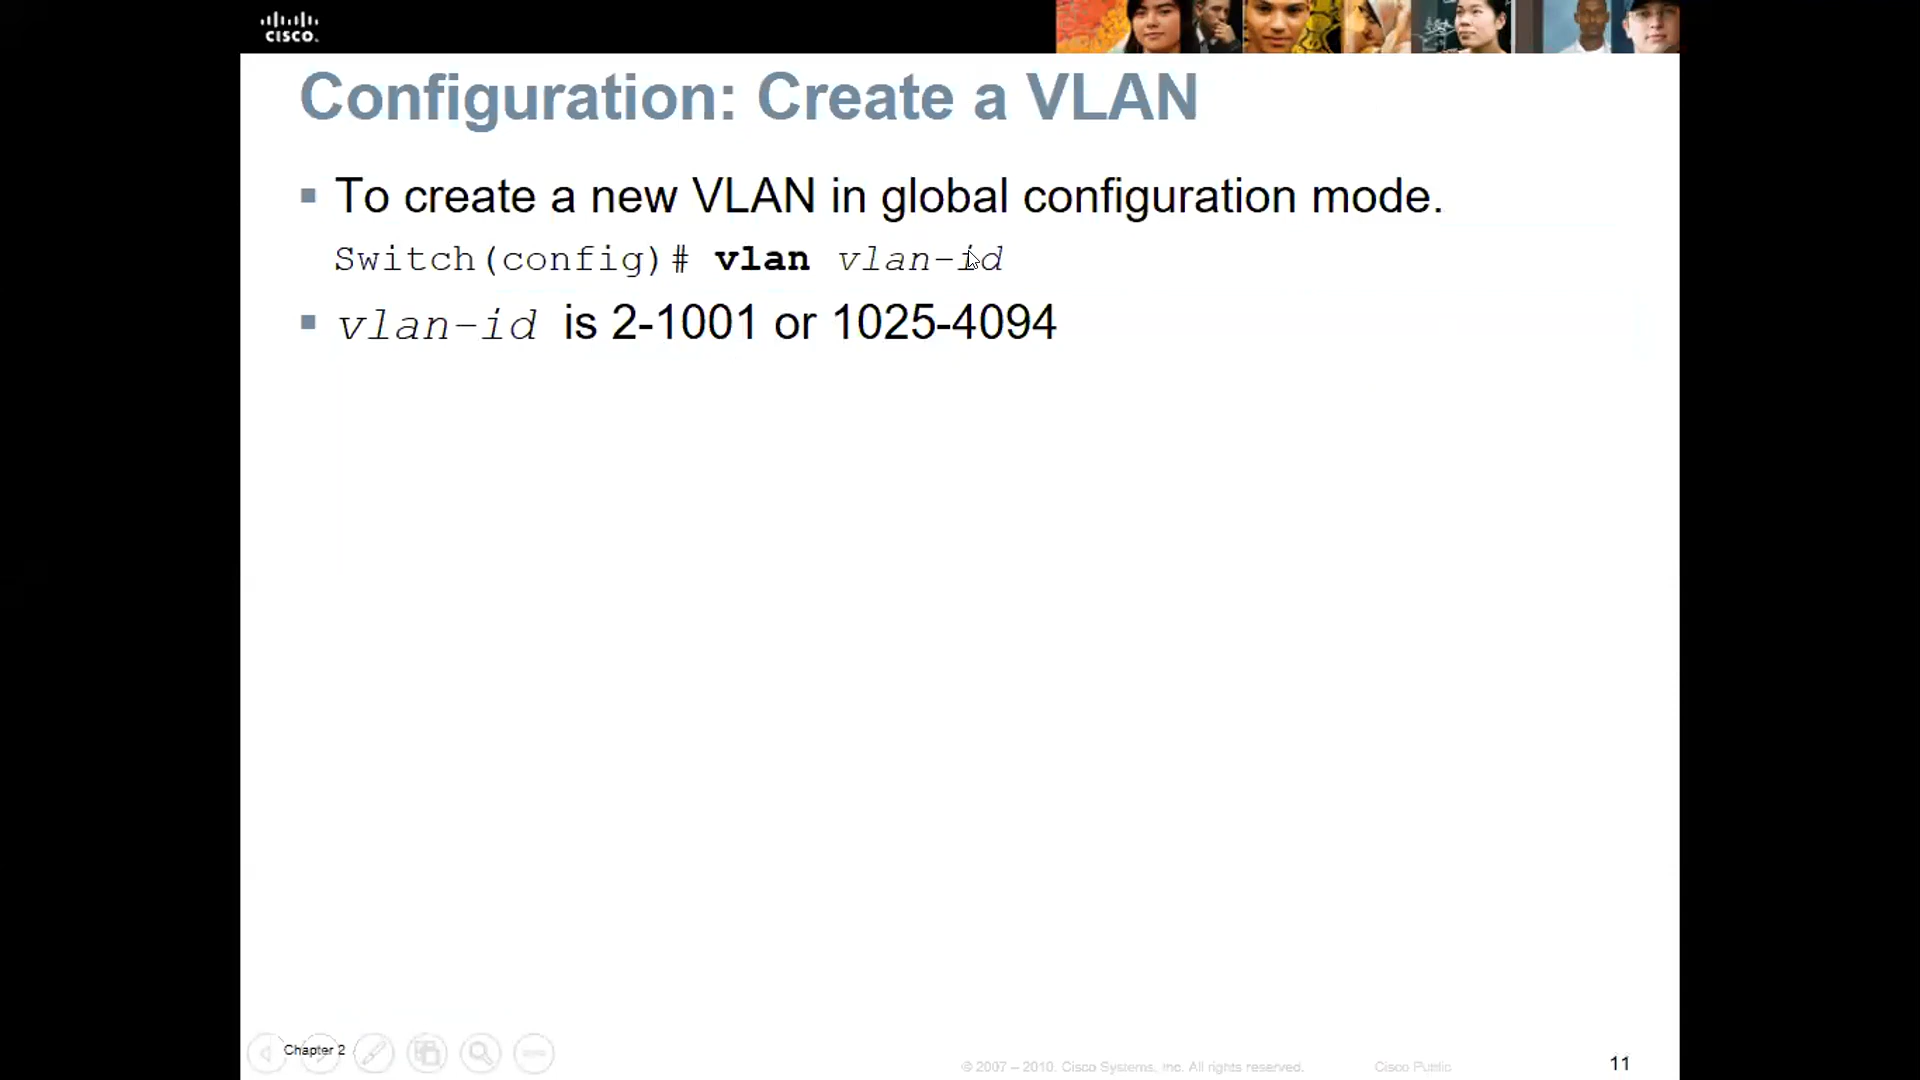 CISCO.
Configuration: Create a VLAN
To create a new VLAN in global configuration mode.
Switch(config)# vlan vlan-id
vlan-id is 2-1001 or 1025-4094
Chapter 2
© 2007 – 2010, Cisco Systems, Inc. All rights reserved.
Cisco Public
11